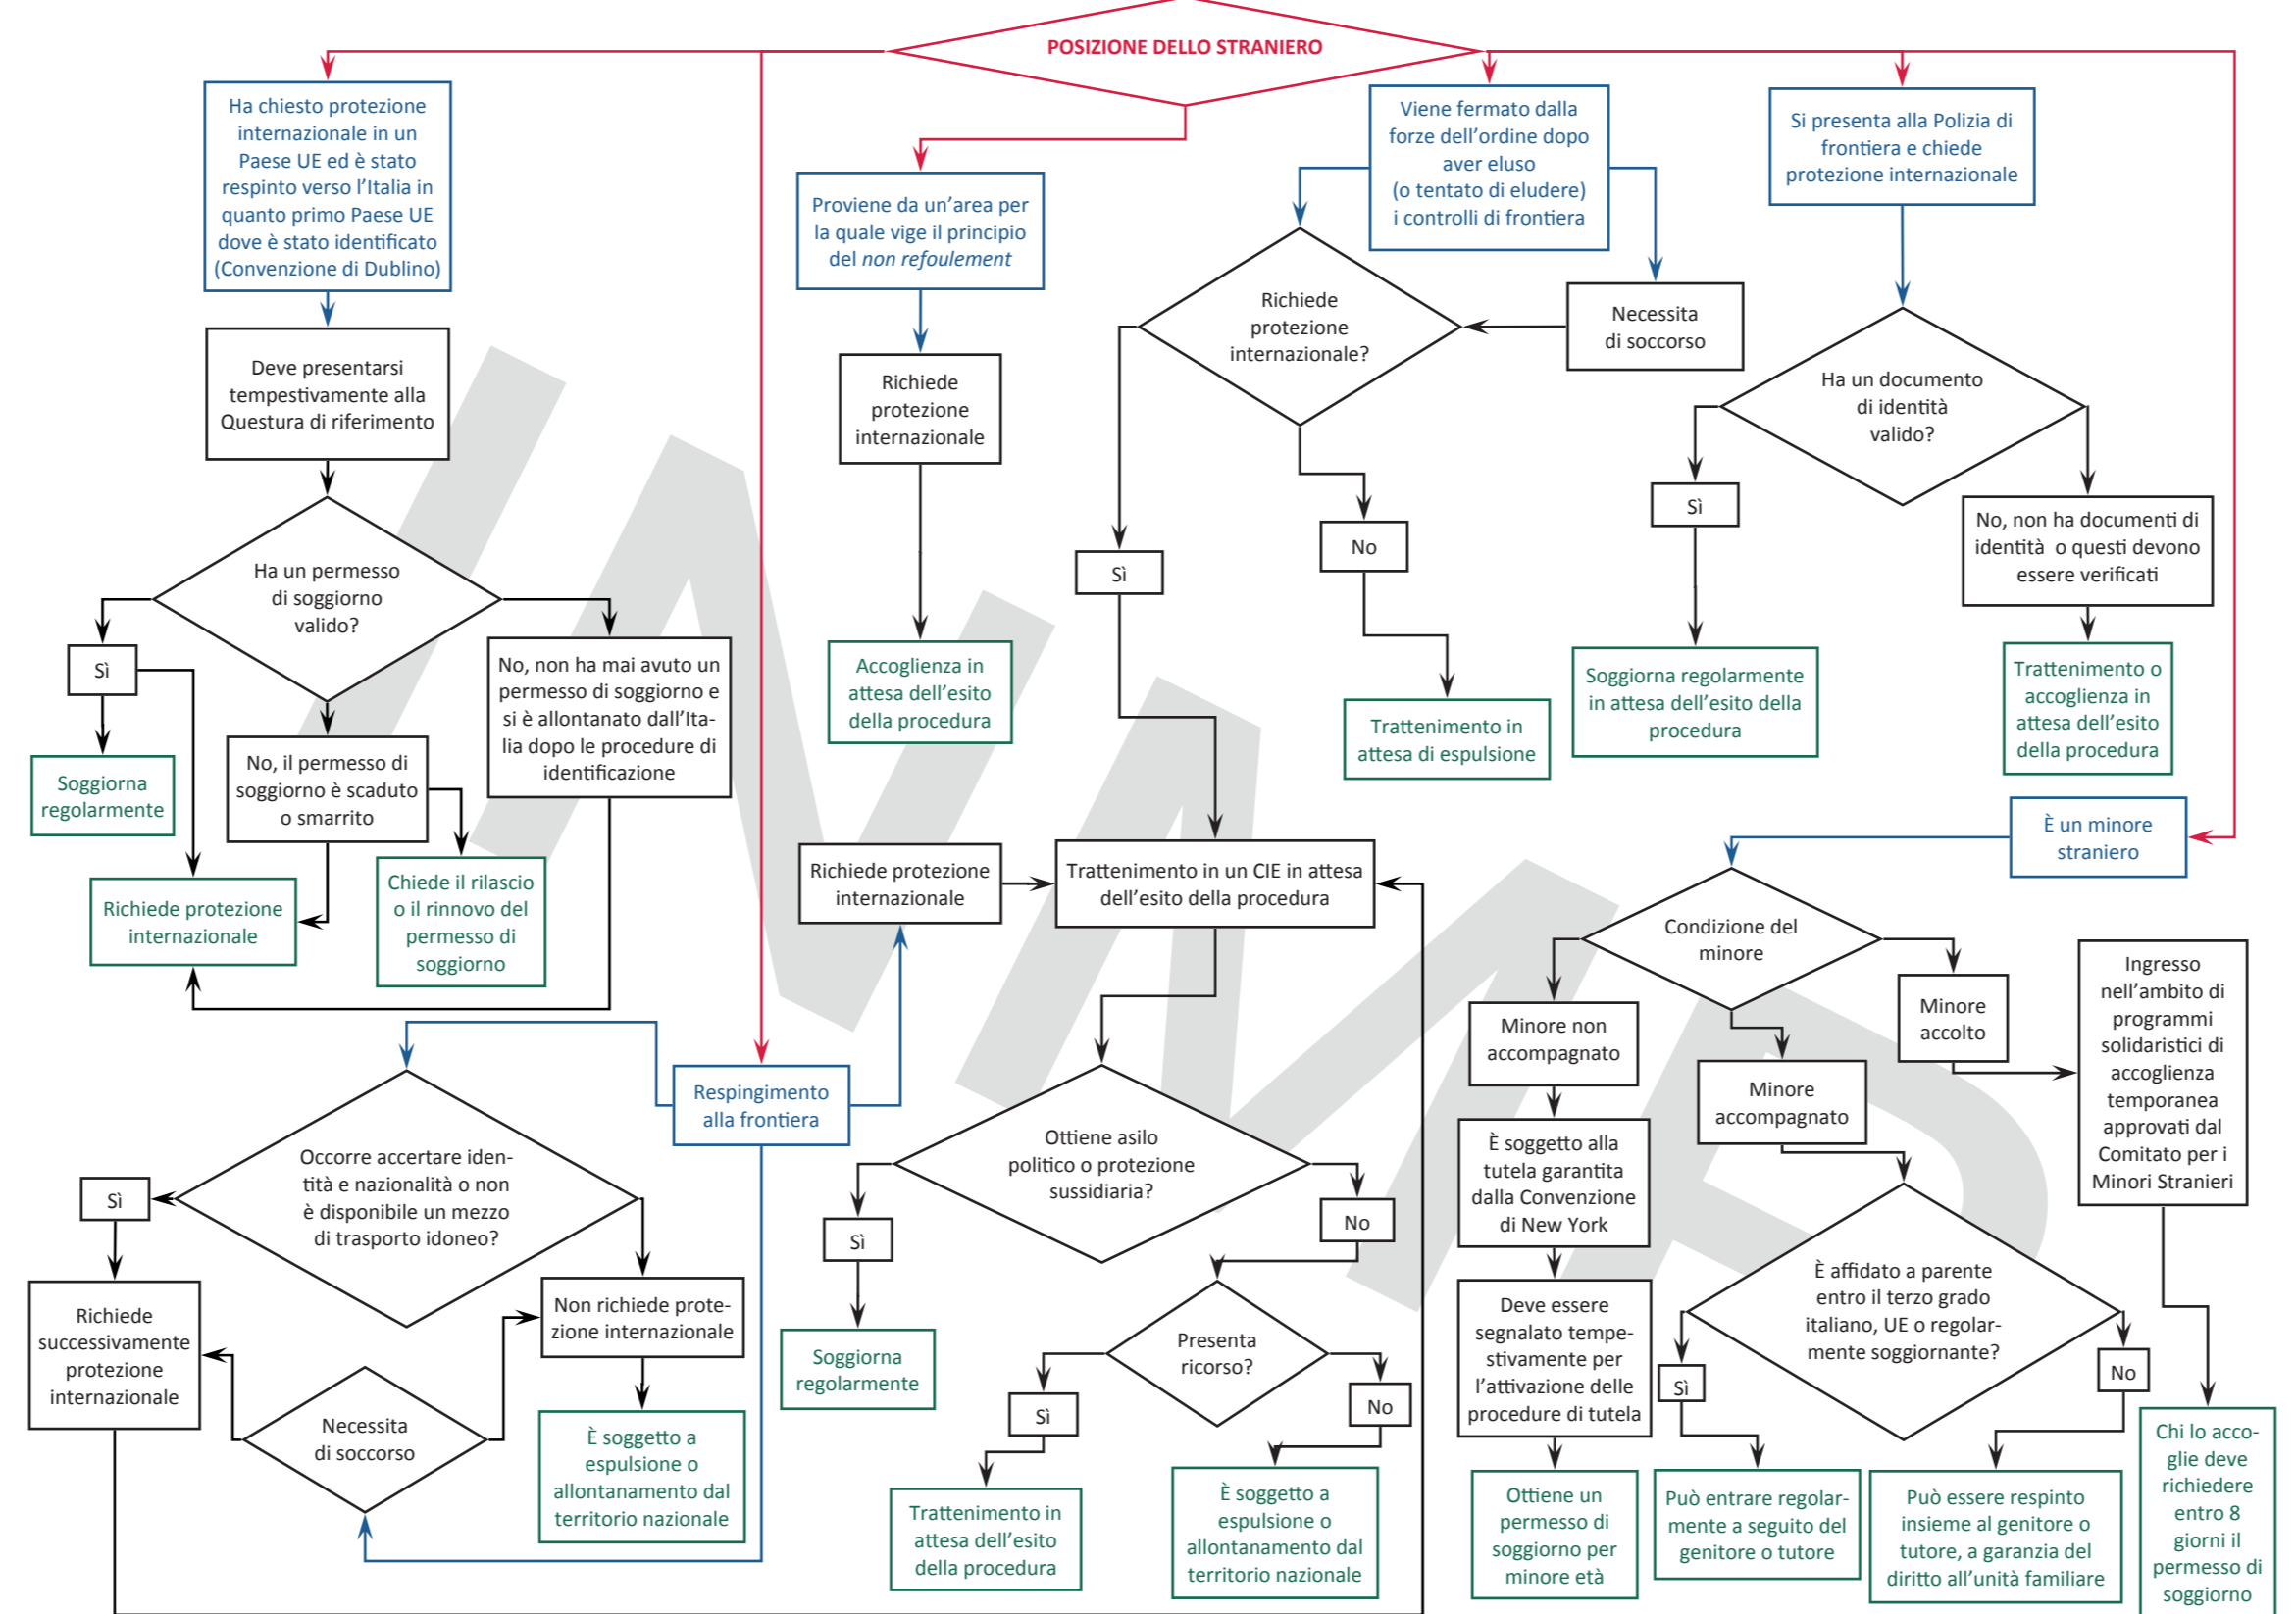 POSIZIONE DELLO STRANIERO
Ha chiesto protezione
internazionale in un
Paese UE ed è stato
respinto verso l'Italia in
quanto primo Paese UE
dove è stato identificato
(Convenzione di Dublino)
Deve presentarsi
tempestivamente alla
Questura di riferimento
Ha un permesso
di soggiorno
valido?
Sì
Soggiorna
regolarmente
No, il permesso di
soggiorno è scaduto
o smarrito
No, non ha mai avuto un
permesso di soggiorno e
si è allontanato dall'Ita-
lia dopo le procedure di
identificazione
Richiede protezione
internazionale
Chiede il rilascio
o il rinnovo del
permesso di
soggiorno
Proviene da un'area per
la quale vige il principio
del non refoulement
Richiede
protezione
internazionale
Accoglienza in
attesa dell'esito
della procedura
Viene fermato dalla
forze dell'ordine dopo
aver eluso
(o tentato di eludere)
i controlli di frontiera
Richiede
protezione
internazionale?
Necessita
di soccorso
Sì
No
Trattenimento in
attesa di espulsione
Si presenta alla Polizia di
frontiera e chiede
protezione internazionale
Ha un documento
di identità
valido?
Sì
No, non ha documenti di
identità o questi devono
essere verificati
Soggiorna regolarmente
in attesa dell'esito della
procedura
Trattenimento o
accoglienza in
attesa dell'esito
della procedura
Richiede protezione
internazionale
Trattenimento in un CIE in attesa
dell'esito della procedura
Respingimento
alla frontiera
Occorre accertare iden-
tità e nazionalità o non
è disponibile un mezzo
di trasporto idoneo?
Sì
Richiede
successivamente
protezione
internazionale
Necessita
di soccorso
Non richiede prote-
zione internazionale
È soggetto a
espulsione o
allontanamento dal
territorio nazionale
Ottiene asilo
politico o protezione
sussidiaria?
Sì
Soggiorna
regolarmente
No
Presenta
ricorso?
Sì
No
Trattenimento in
attesa dell'esito
della procedura
È soggetto a
espulsione o
allontanamento dal
territorio nazionale
È un minore
straniero
Condizione del
minore
Minore non
accompagnato
È soggetto alla
tutela garantita
dalla Convenzione
di New York
Deve essere
segnalato tempe-
stivamente per
l'attivazione delle
procedure di tutela
Ottiene un
permesso di
soggiorno per
minore età
Minore
accompagnato
È affidato a parente
entro il terzo grado
italiano, UE o regolar-
mente soggiornante?
Sì
No
Può entrare regolar-
mente a seguito del
genitore o tutore
Può essere respinto
insieme al genitore o
tutore, a garanzia del
diritto all'unità familiare
Minore
accolto
Ingresso
nell'ambito di
programmi
solidaristici di
accoglienza
temporanea
approvati dal
Comitato per i
Minori Stranieri
Chi lo acco-
glie deve
richiedere
entro 8
giorni il
permesso di
soggiorno
INMP